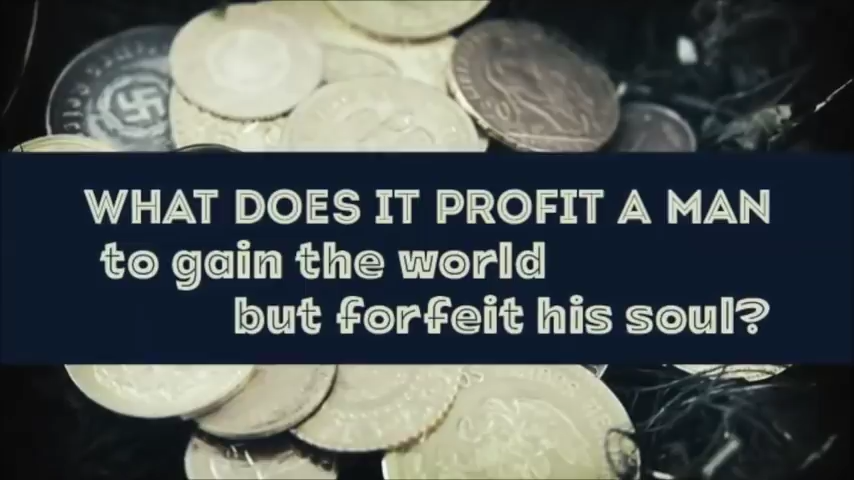 WHAT DOES IT PROFIT A MAN
to gain the world
but forfeit his soul?